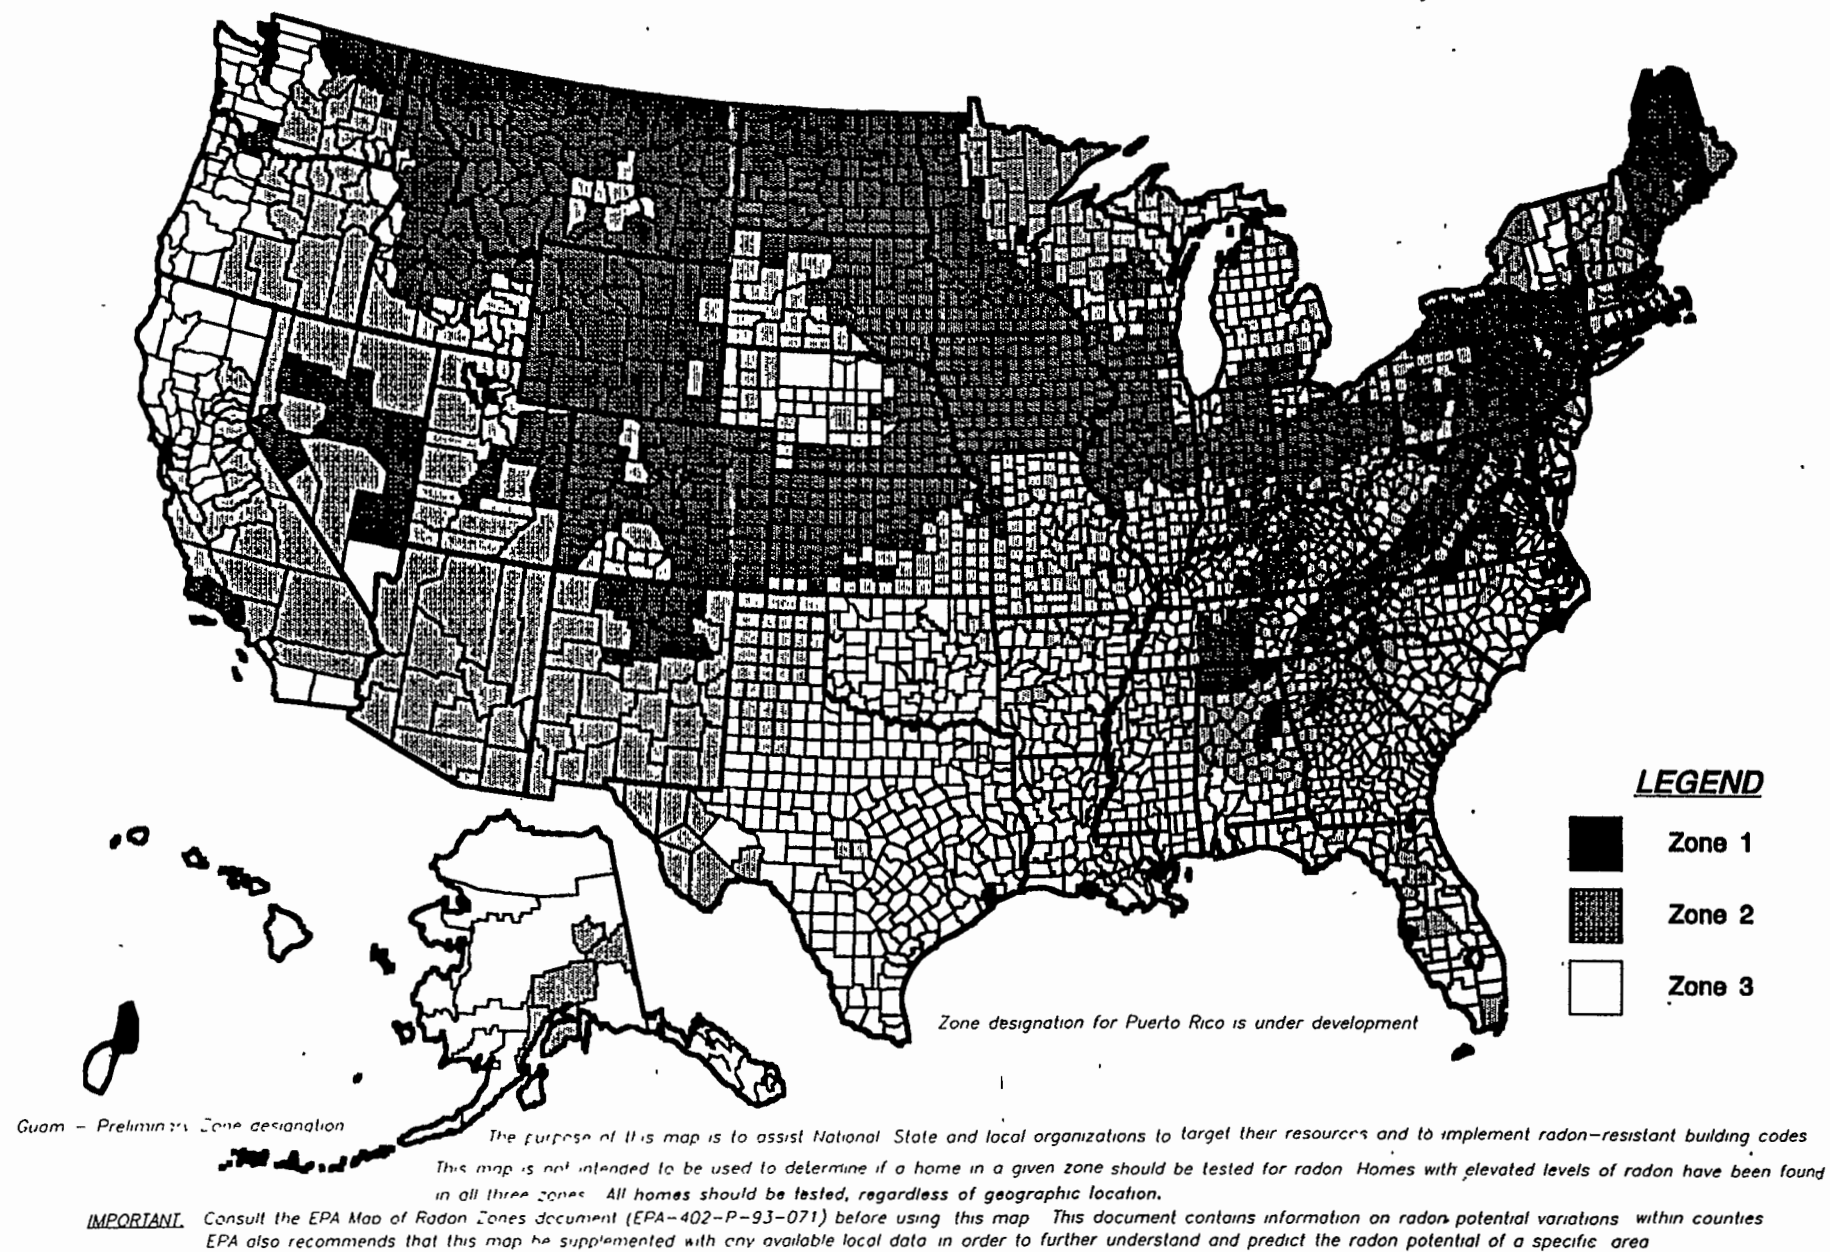 LEGEND
Zone 1
Zone 2
Zone 3
Zone designation for Puerto Rico is under development
Guam - Preliminary Zone designation
The purpose of this map is to assist National State and local organizations to target their resources and to implement radon-resistant building codes
This map is not intended to be used to determine if a home in a given zone should be tested for radon Homes with elevated levels of radon have been found
in all three zones All homes should be tested, regardless of geographic location.
IMPORTANT. Consult the EPA Map of Radon Zones document (EPA-402-P-93-071) before using this map This document contains information on radon potential variations within counties
EPA also recommends that this map be supplemented with any available local data in order to further understand and predict the radon potential of a specific area